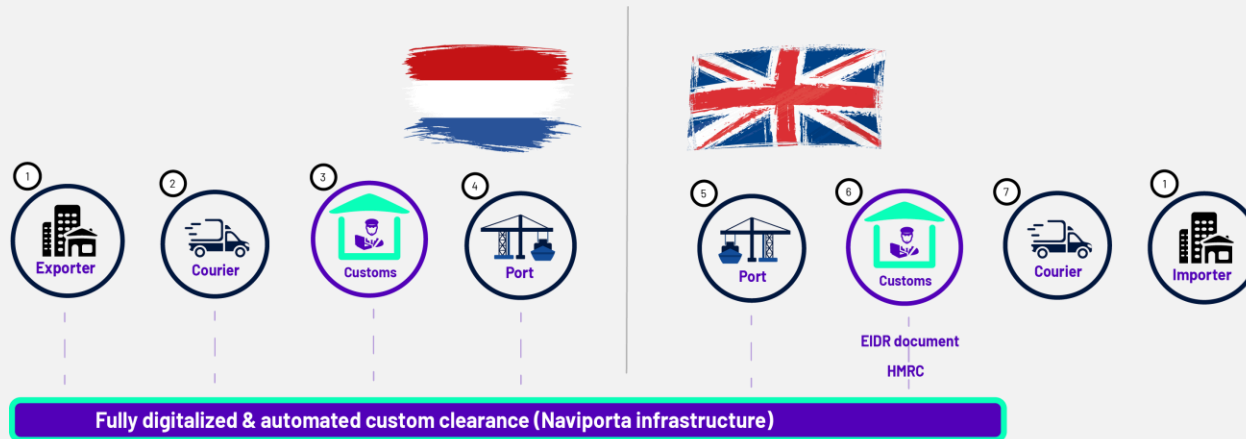 1
Exporter
2
Courier
3
Customs
4
Port
5
Port
6
Customs
7
Courier
1
Importer
EIDR document
HMRC
Fully digitalized & automated custom clearance (Naviporta infrastructure)